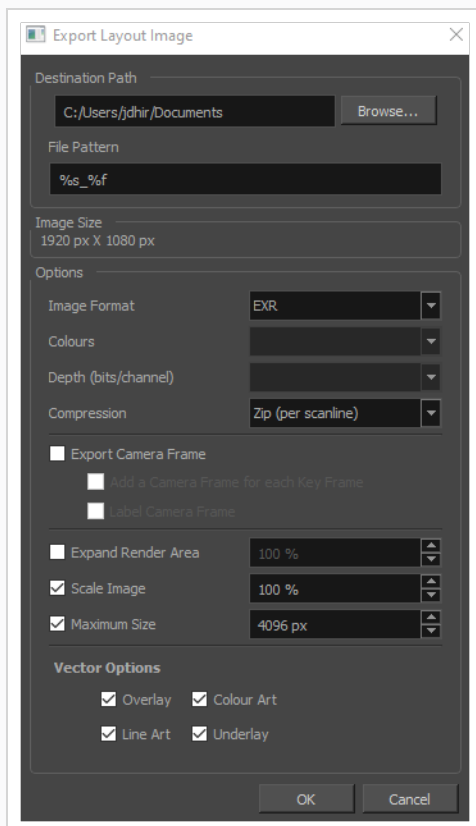 Export Layout Image
Destination Path
C:/Users/jdhir/Documents
Browse...
File Pattern
%s_%f
Image Size
1920 px X 1080 px
Options
Image Format
EXR
Colours
Depth (bits/channel)
Compression
Zip (per scanline)
Export Camera Frame
Add a Camera Frame for each Key Frame
Label Camera Frame
Expand Render Area
100 %
Scale Image
100 %
Maximum Size
4096 px
Vector Options
Overlay
Colour Art
Line Art
Underlay
OK
Cancel